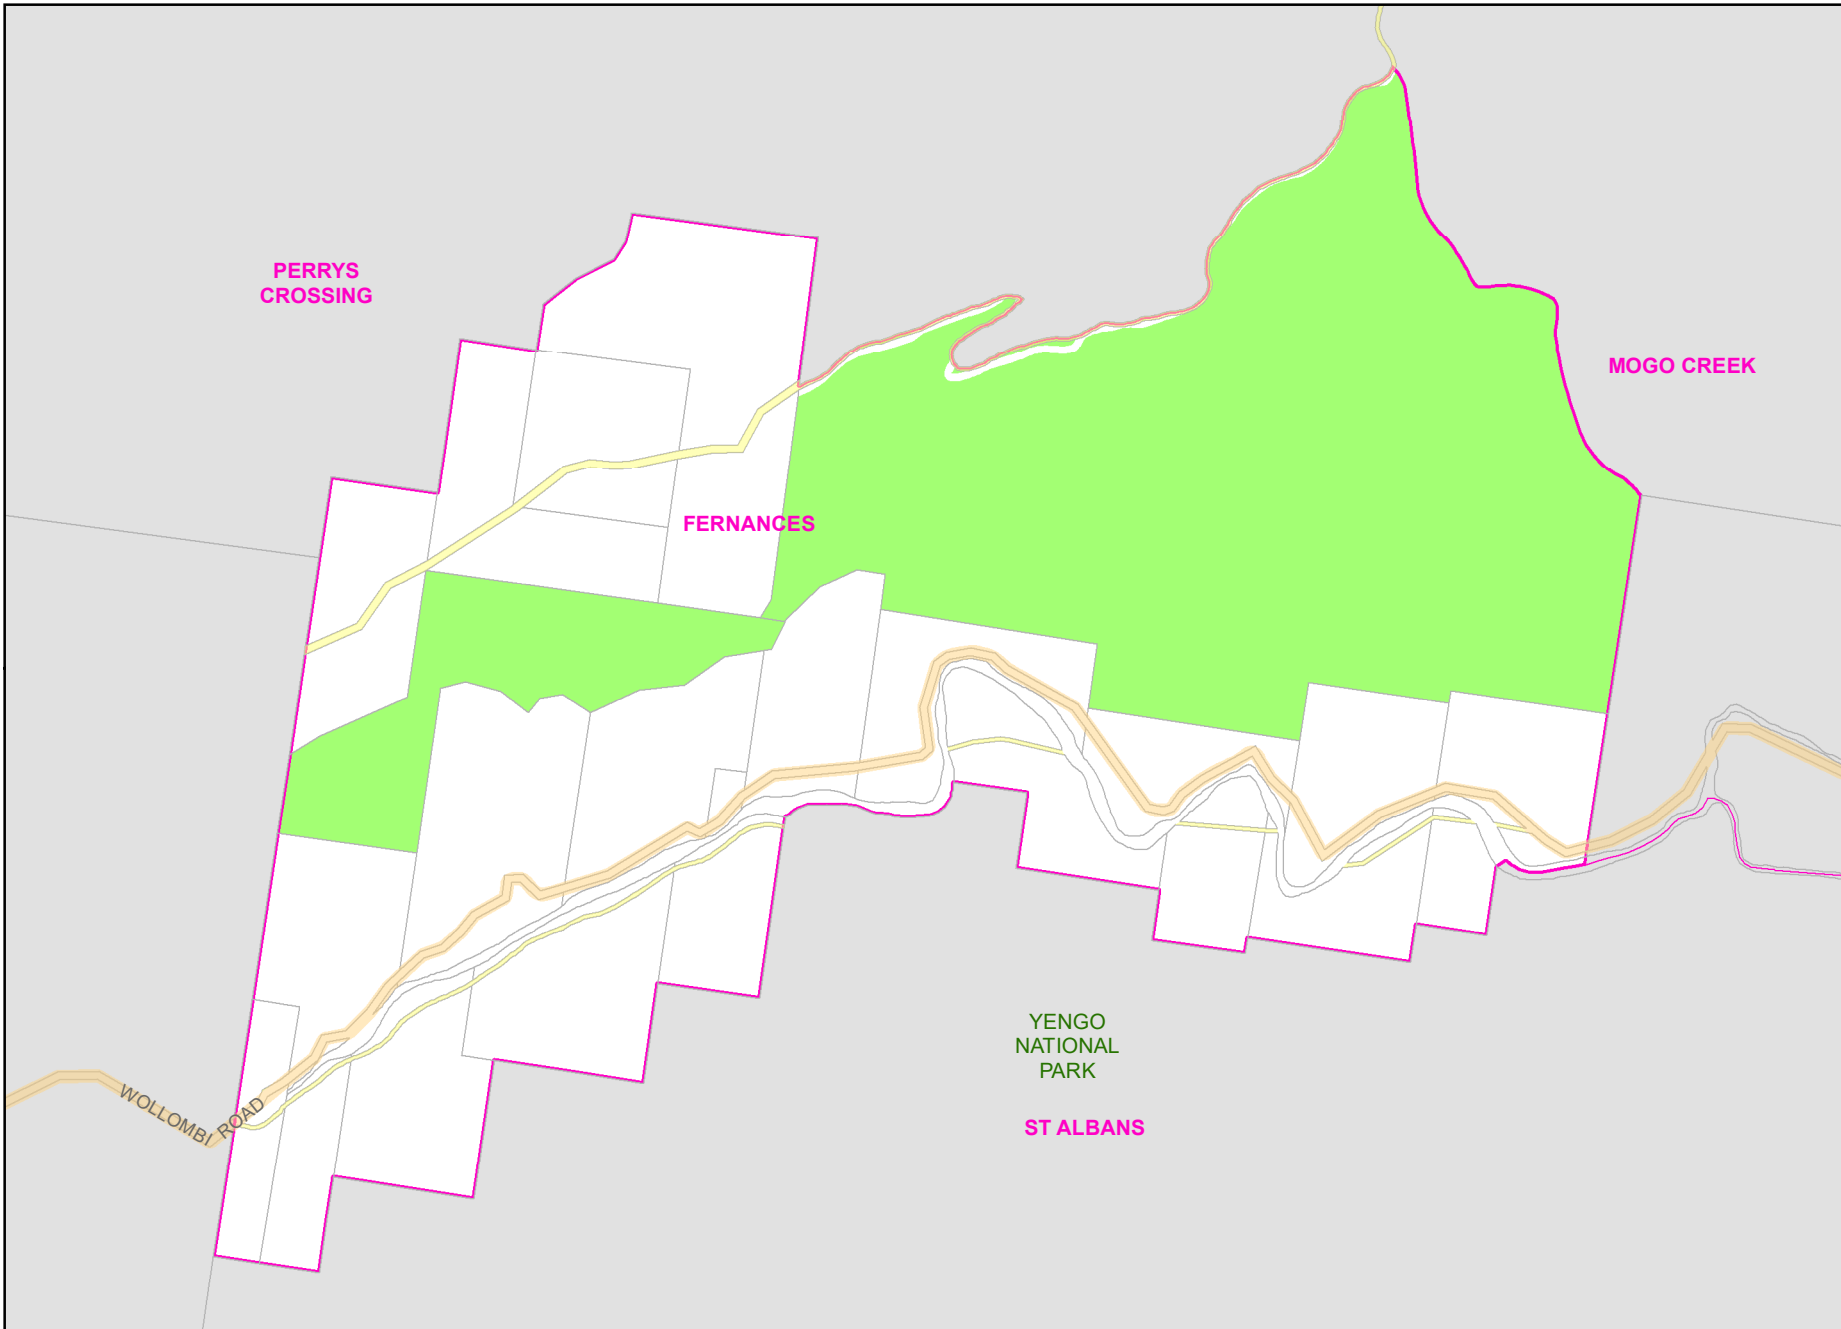 PERRYS
CROSSING
MOGO CREEK
FERNANCES
YENGO
NATIONAL
PARK
ST ALBANS
WOLLOMBI ROAD